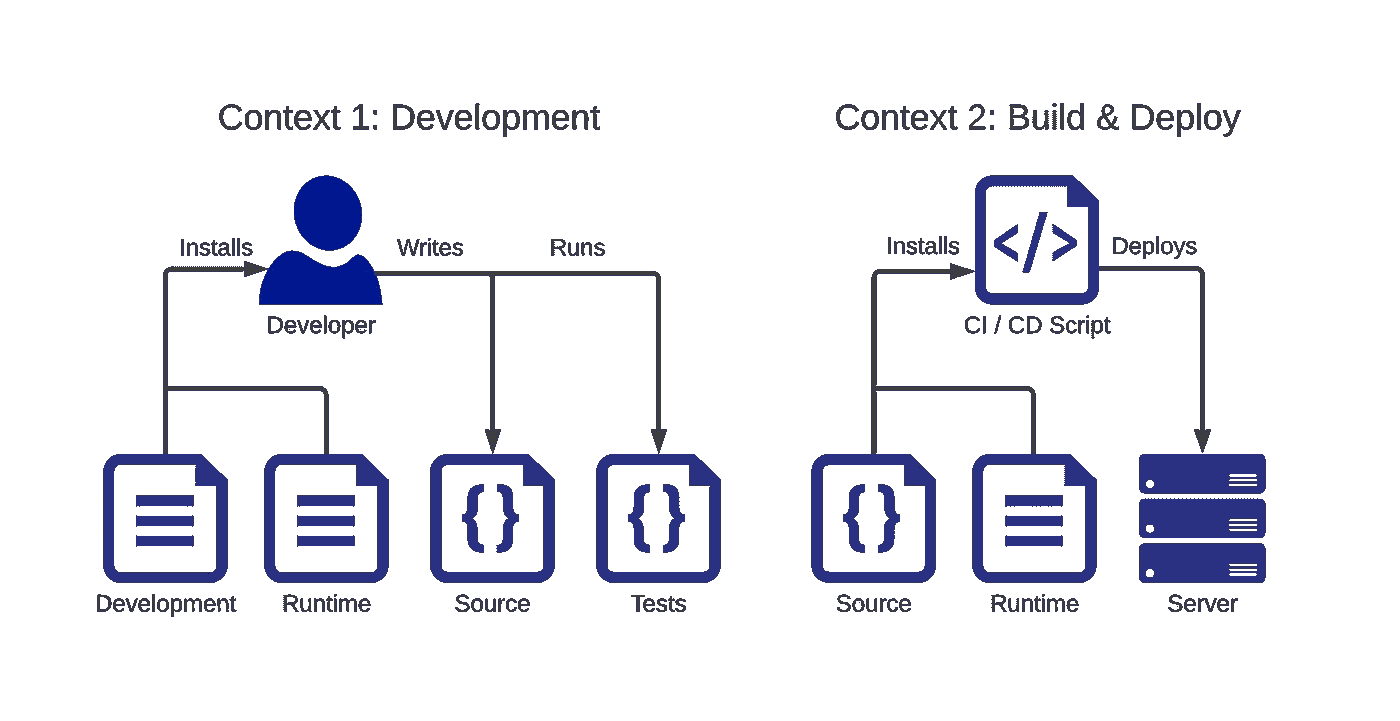 Context 1: Development
Context 2: Build & Deploy
Installs
Writes
Runs
Developer
Installs
</>
Deploys
CI / CD Script
{}
{}
{}
Development
Runtime
Source
Tests
Source
Runtime
Server